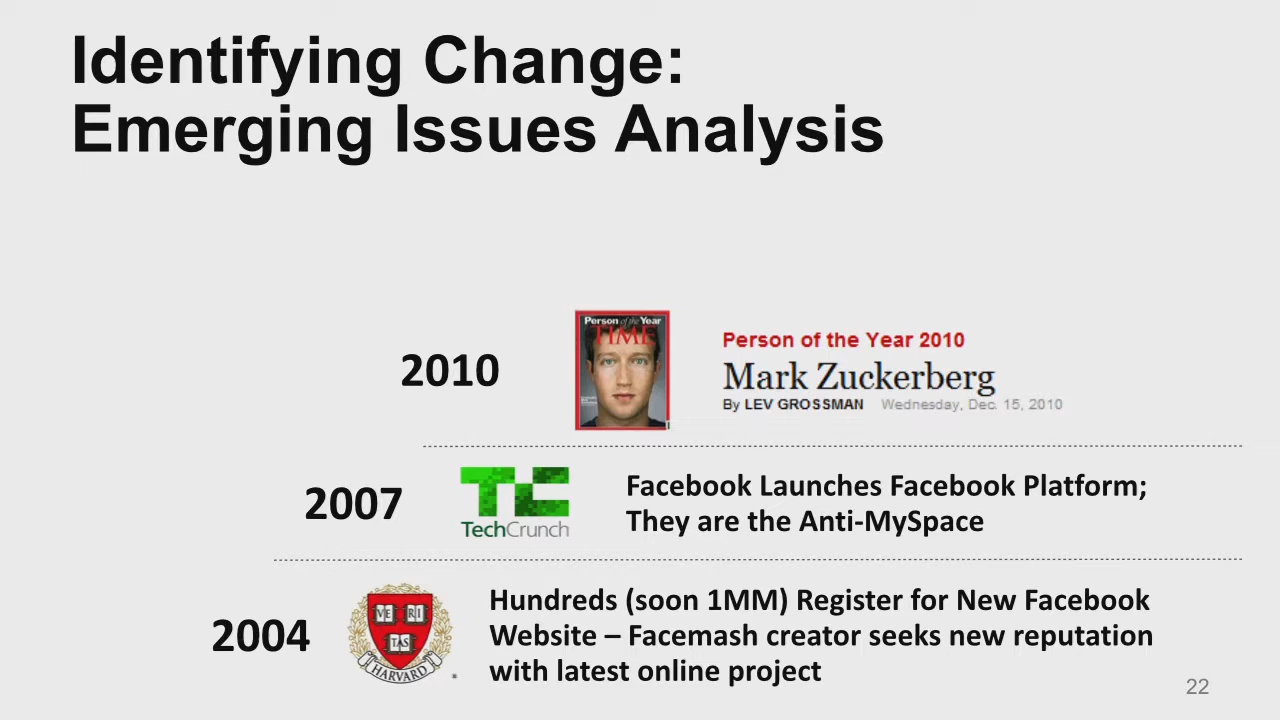 Identifying Change:
Emerging Issues Analysis
2010
Person of the Year
TIME
Person of the Year 2010
Mark Zuckerberg
By LEV GROSSMAN Wednesday, Dec. 15, 2010
2007
TechCrunch
Facebook Launches Facebook Platform;
They are the Anti-MySpace
2004
VE RI
TAS
HARVARD
Hundreds (soon 1MM) Register for New Facebook
Website – Facemash creator seeks new reputation
with latest online project
22